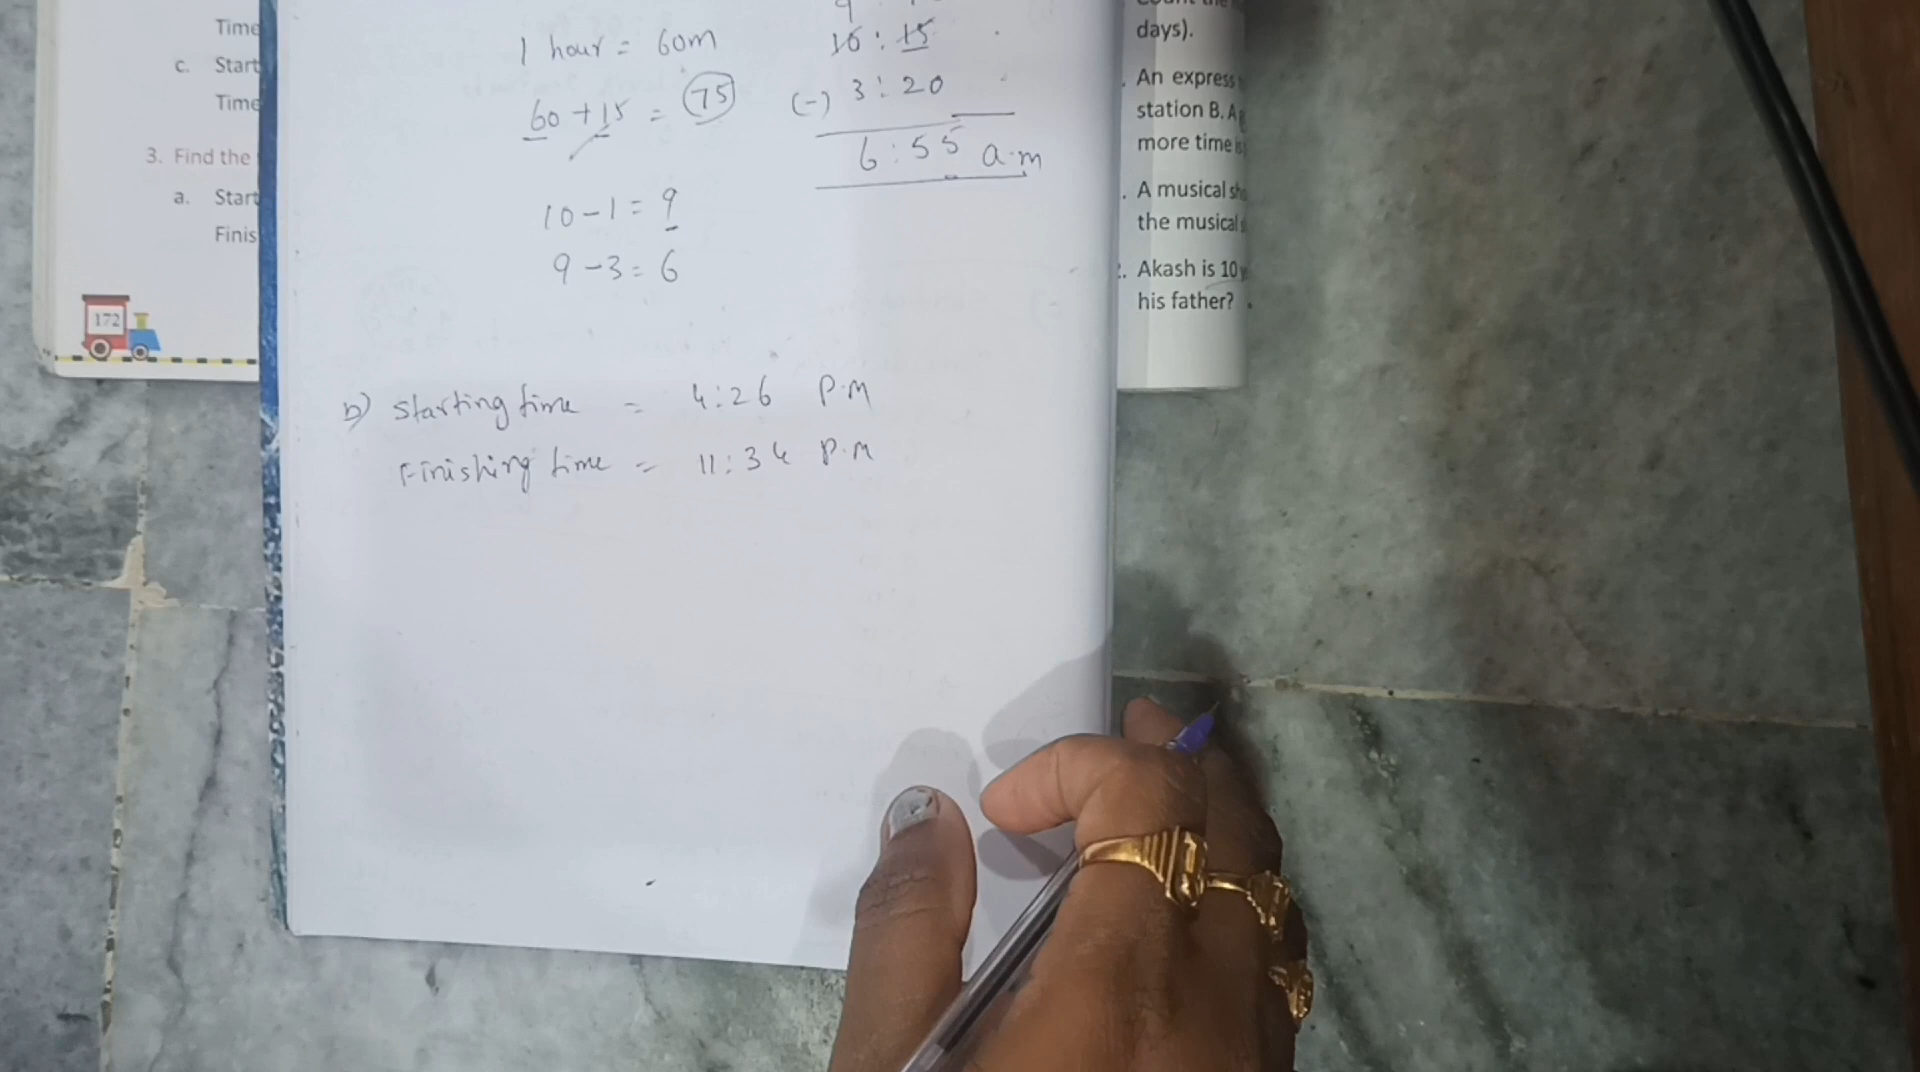 Time
c. Start
Time
3. Find the
a. Start
Finis
172
1 hour = 60m
60 + 15 = 75
10 - 1 = 9
9 - 3 = 6
9
10 : 15
(-) 3 : 20
6 : 55 a.m
b) Starting time = 4:26 P.M
Finishing time = 11:34 P.M
days).
An express
station B. A
more time
A musical
the musical
Akash is 10
his father?